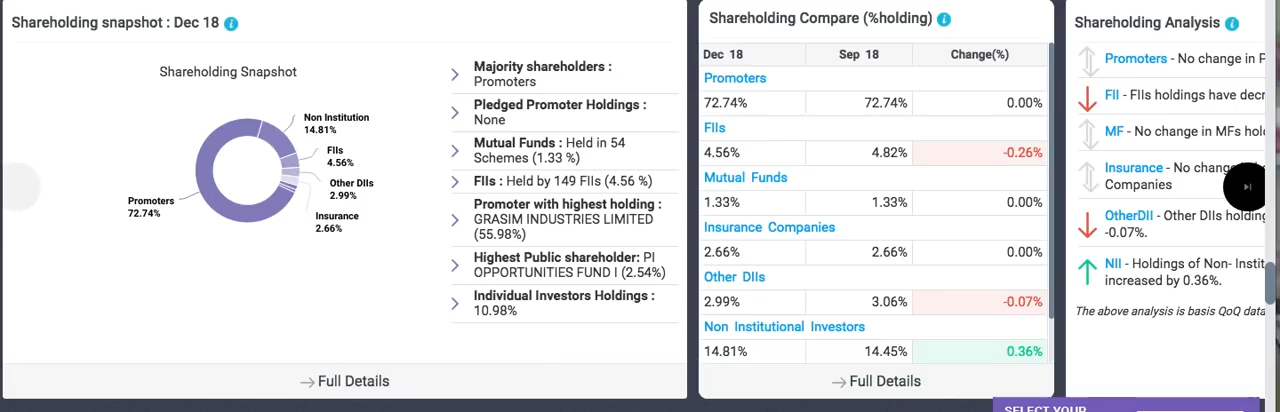 Shareholding snapshot : Dec 18
Shareholding Snapshot
Non Institution
14.81%
FIIs
4.56%
Other DIIs
2.99%
Insurance
2.66%
Promoters
72.74%
Majority shareholders :
Promoters
Pledged Promoter Holdings :
None
Mutual Funds : Held in 54
Schemes (1.33 %)
FIIs : Held by 149 FIIs (4.56 %)
Promoter with highest holding :
GRASIM INDUSTRIES LIMITED
(55.98%)
Highest Public shareholder: PI
OPPORTUNITIES FUND I (2.54%)
Individual Investors Holdings :
10.98%
Full Details
Shareholding Compare (%holding)
Dec 18 Sep 18 Change(%)
Promoters
72.74% 72.74% 0.00%
FIIs
4.56% 4.82% -0.26%
Mutual Funds
1.33% 1.33% 0.00%
Insurance Companies
2.66% 2.66% 0.00%
Other DIIs
2.99% 3.06% -0.07%
Non Institutional Investors
14.81% 14.45% 0.36%
Full Details
Shareholding Analysis
Promoters - No change in P
FII - FIIs holdings have decr
MF - No change in MFs hol
Insurance - No change
Companies
OtherDII - Other DIIs holding
-0.07%.
NII - Holdings of Non- Instit
increased by 0.36%.
The above analysis is basis QoQ data
SELECT YOUR